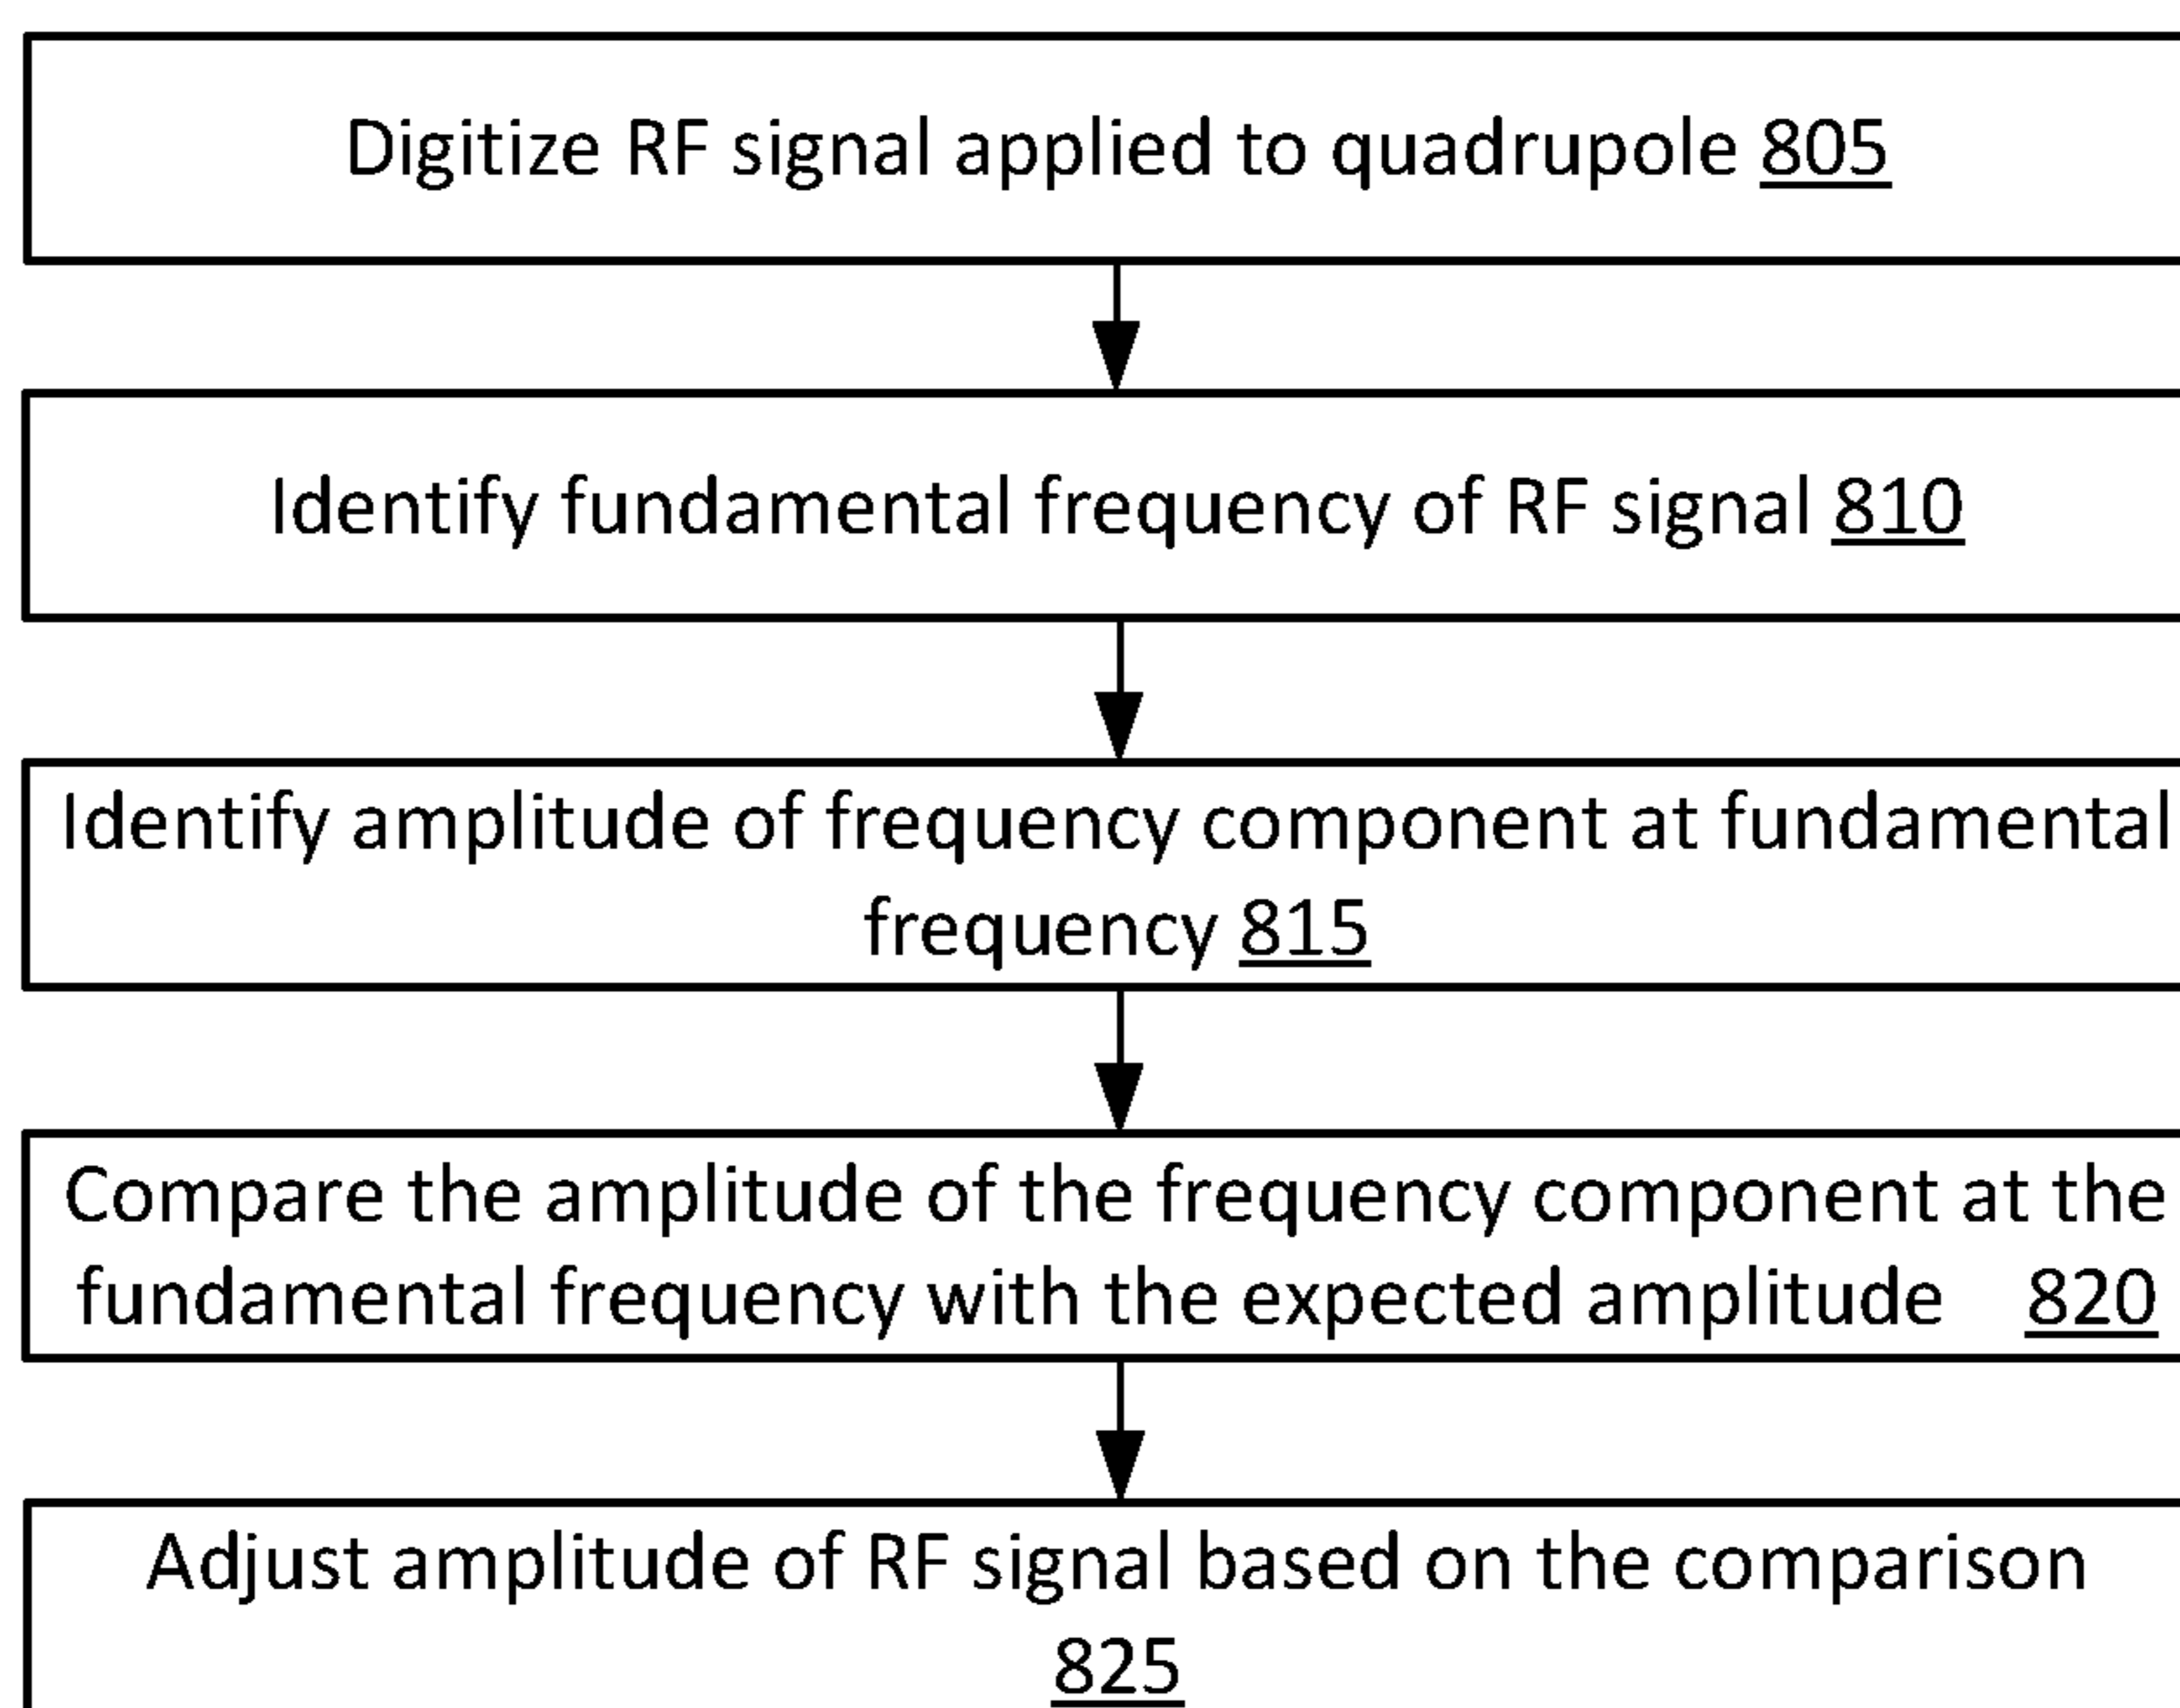 Digitize RF signal applied to quadrupole 805
Identify fundamental frequency of RF signal 810
Identify amplitude of frequency component at fundamental
frequency 815
Compare the amplitude of the frequency component at the
fundamental frequency with the expected amplitude 820
Adjust amplitude of RF signal based on the comparison
825